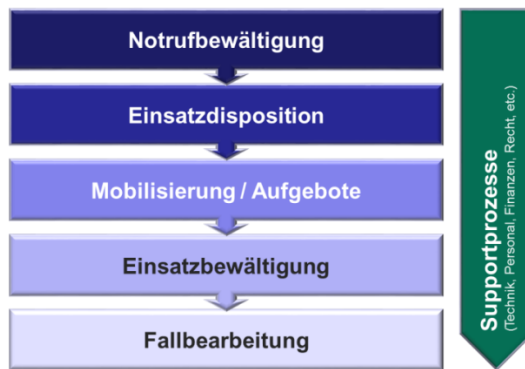 Notrufbewältigung
Einsatzdisposition
Mobilisierung / Aufgebote
Einsatzbewältigung
Fallbearbeitung
Supportprozesse
(Technik, Personal, Finanzen, Recht, etc.)